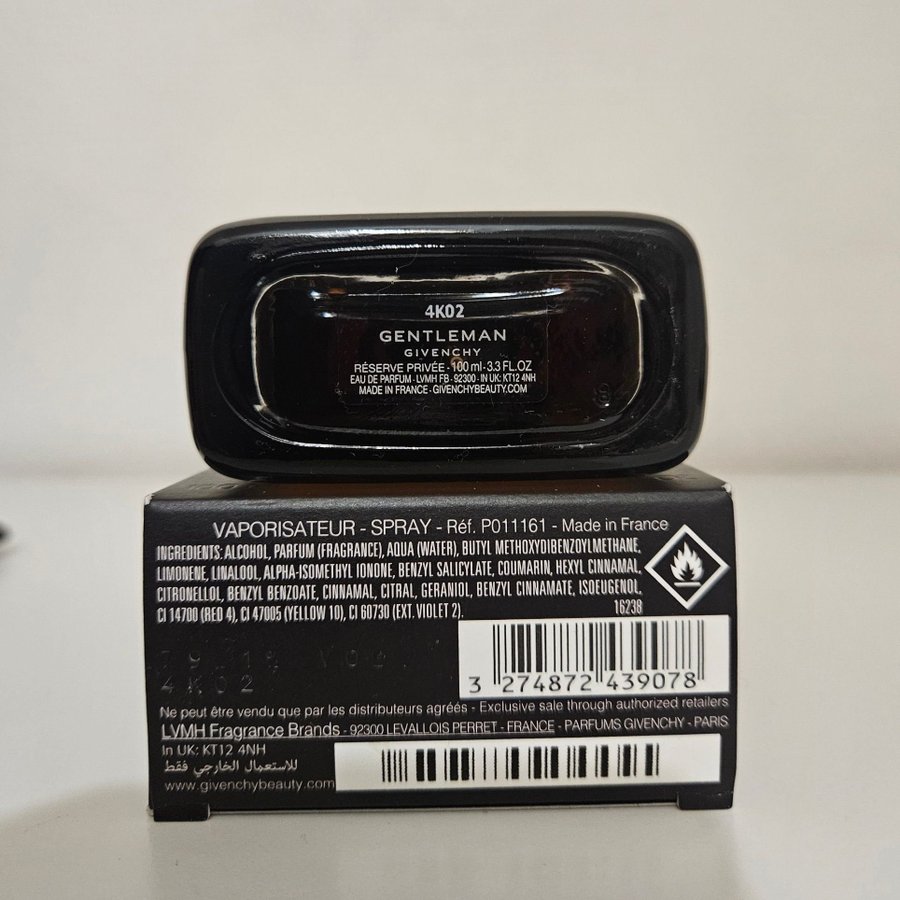 4K02
GENTLEMAN
GIVENCHY
RÉSERVE PRIVÉE - 100 ml - 3.3 FL.OZ
EAU DE PARFUM - LVMH FB - 92300 - IN UK: KT12 4NH
MADE IN FRANCE - GIVENCHYBEAUTY.COM
VAPORISATEUR - SPRAY - Réf. P011161 - Made in France
INGREDIENTS: ALCOHOL, PARFUM (FRAGRANCE), AQUA (WATER), BUTYL METHOXYDIBENZOYLMETHANE,
LIMONENE, LINALOOL, ALPHA-ISOMETHYL IONONE, BENZYL SALICYLATE, COUMARIN, HEXYL CINNAMAL,
CITRONELLOL, BENZYL BENZOATE, CINNAMAL, CITRAL, GERANIOL, BENZYL CINNAMATE, ISOEUGENOL,
CI 14700 (RED 4), CI 47005 (YELLOW 10), CI 60730 (EXT. VIOLET 2).
16238
4K02
3 274872 439078
Ne peut être vendu que par les distributeurs agréés - Exclusive sale through authorized retailers
LVMH Fragrance Brands - 92300 LEVALLOIS PERRET - FRANCE - PARFUMS GIVENCHY - PARIS
In UK: KT12 4NH
للاستعمال الخارجي فقط
www.givenchybeauty.com